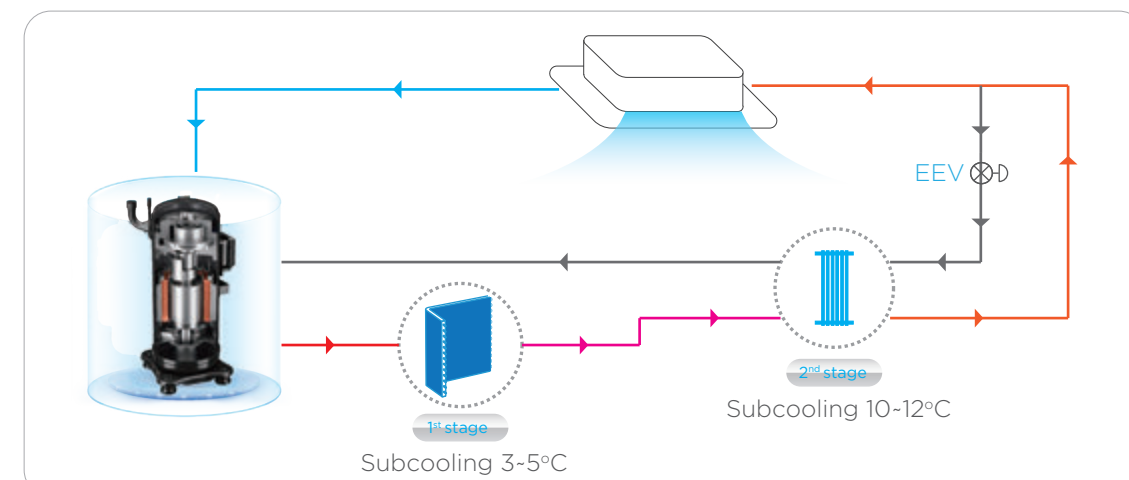 EEV
2nd stage
Subcooling 10~12°C
1st stage
Subcooling 3~5°C